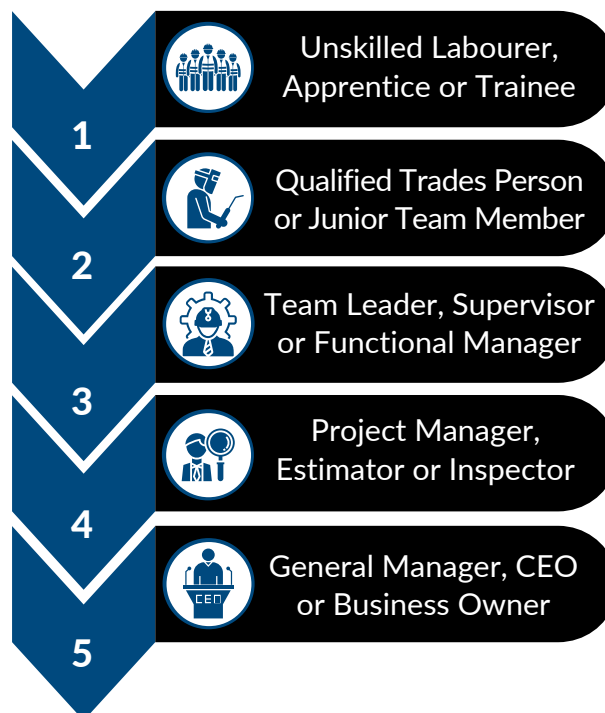 Unskilled Labourer,
Apprentice or Trainee
1
Qualified Trades Person
or Junior Team Member
2
Team Leader, Supervisor
or Functional Manager
3
Project Manager,
Estimator or Inspector
4
General Manager, CEO
or Business Owner
CEO
5